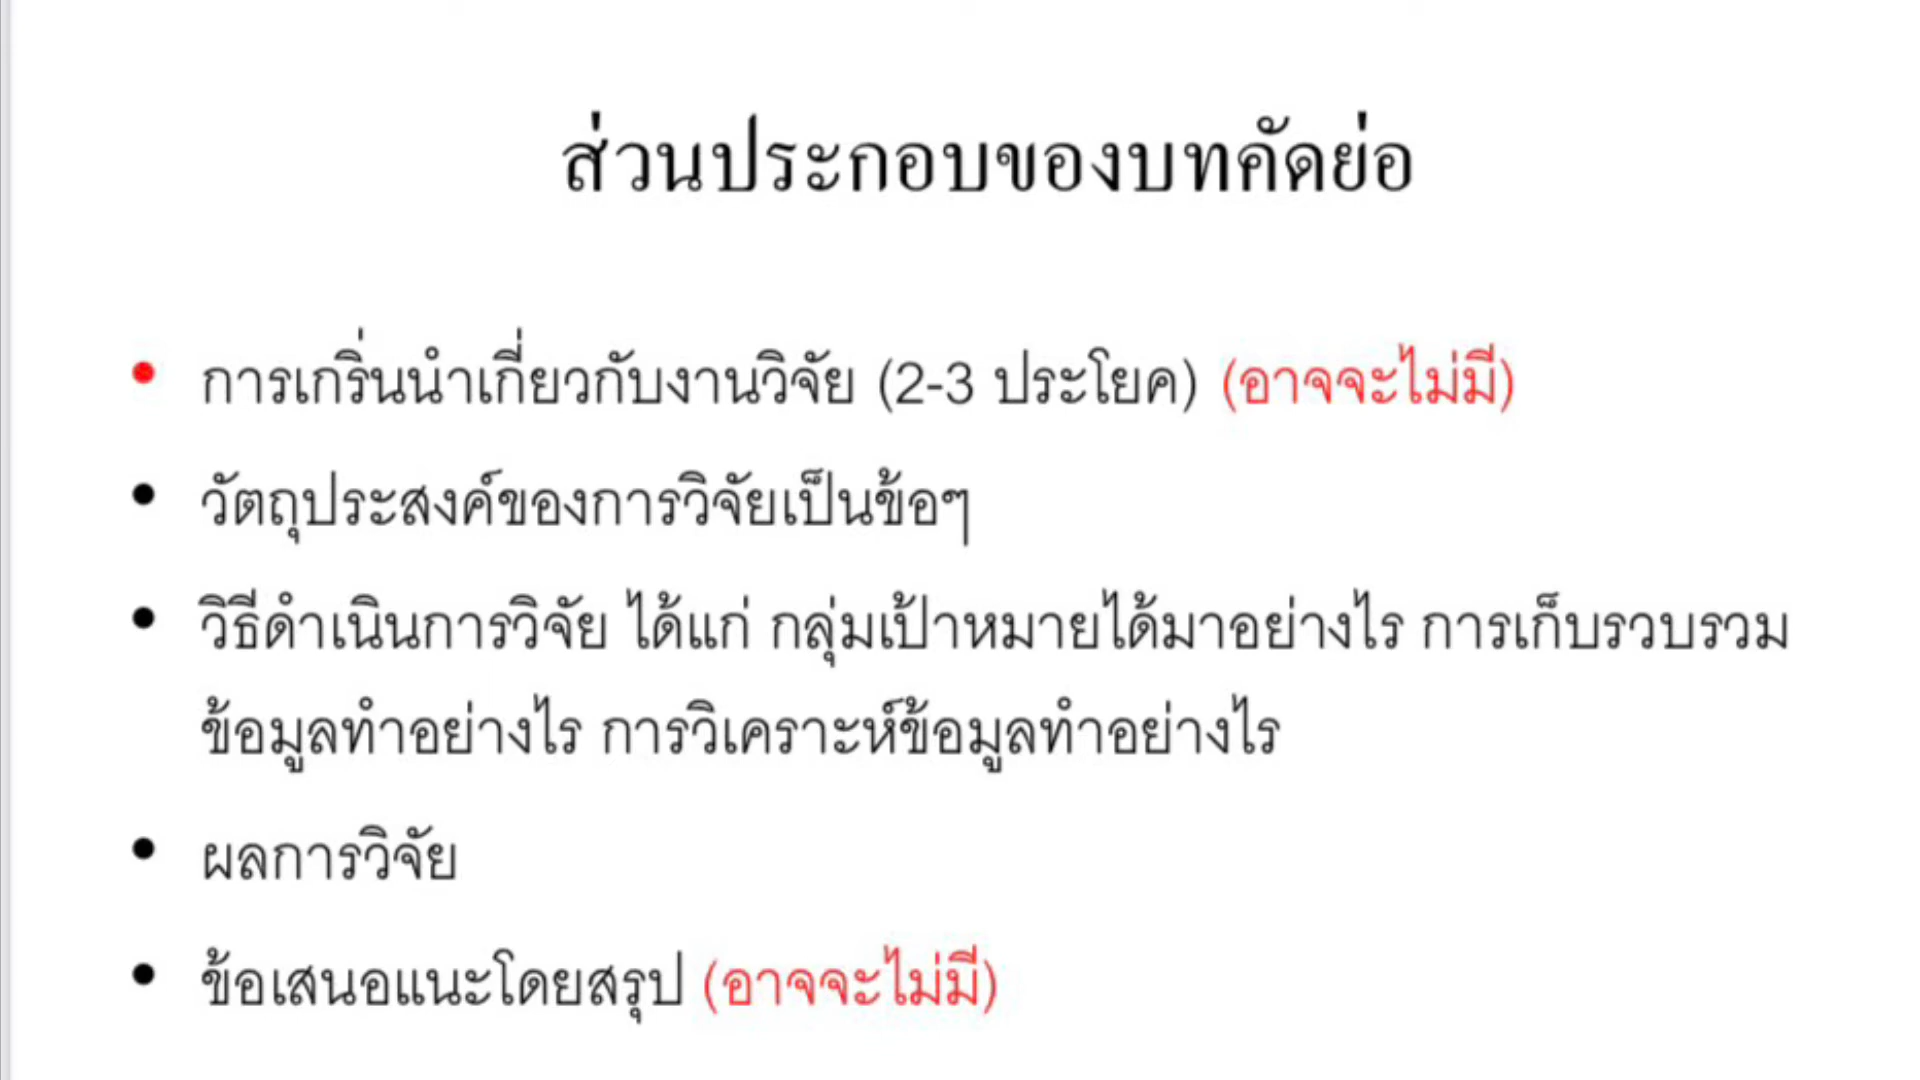 ส่วนประกอบของบทคัดย่อ
• การเกริ่นนำเกี่ยวกับงานวิจัย (2-3 ประโยค) (อาจจะไม่มี)
• วัตถุประสงค์ของการวิจัยเป็นข้อๆ
• วิธีดำเนินการวิจัย ได้แก่ กลุ่มเป้าหมายได้มาอย่างไร การเก็บรวบรวม
ข้อมูลทำอย่างไร การวิเคราะห์ข้อมูลทำอย่างไร
• ผลการวิจัย
• ข้อเสนอแนะโดยสรุป (อาจจะไม่มี)